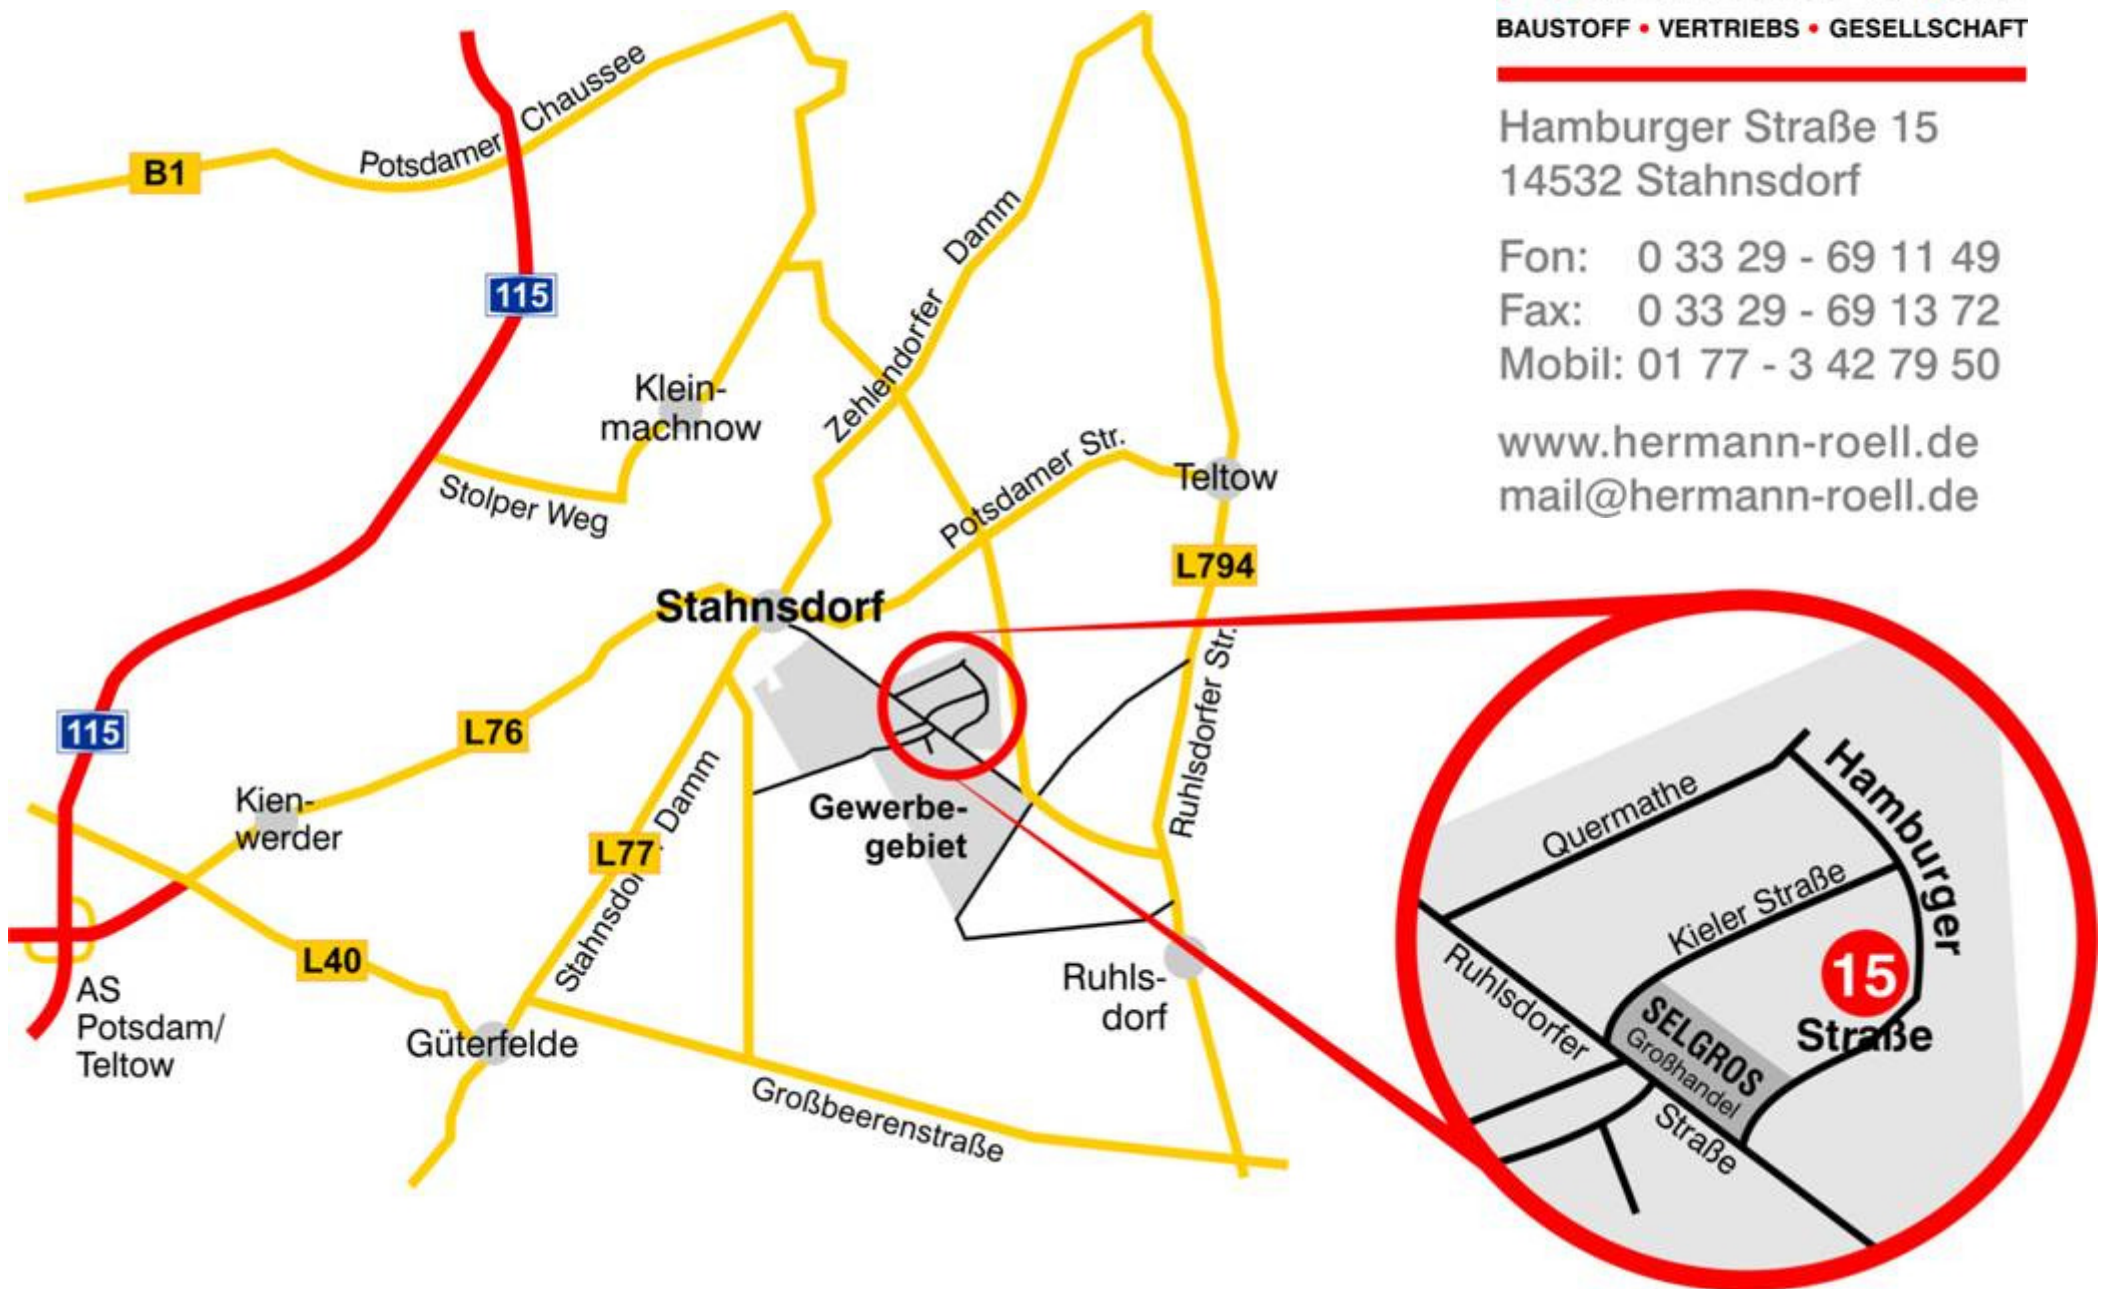 BAUSTOFF • VERTRIEBS • GESELLSCHAFT
Hamburger Straße 15
14532 Stahnsdorf
Fon: 0 33 29 - 69 11 49
Fax: 0 33 29 - 69 13 72
Mobil: 01 77 - 3 42 79 50
www.hermann-roell.de
mail@hermann-roell.de
B1
Potsdamer Chaussee
115
Klein-
machnow
Stolper Weg
Zehlendorfer Damm
Potsdamer Str.
Teltow
L794
Stahnsdorf
Ruhlsdorfer Str.
115
L76
Kien-
werder
L77
Damm
Gewerbe-
gebiet
L40
AS
Potsdam/
Teltow
Güterfelde
Ruhls-
dorf
Großbeerenstraße
Quermathe
Hamburger
Straße
Kieler Straße
15
Ruhlsdorfer
Straße
SELGROS
Großhandel